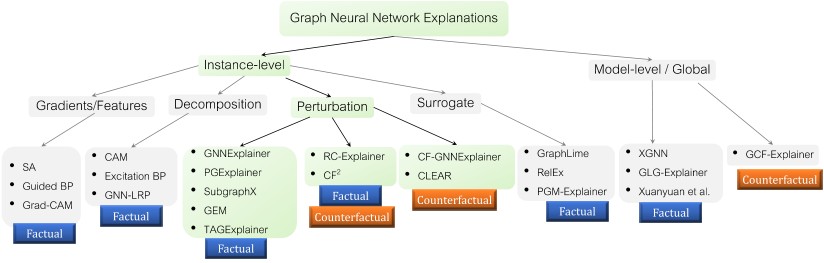 Graph Neural Network Explanations
Instance-level
Model-level / Global
Gradients/Features
Decomposition
Perturbation
Surrogate
• SA
• Guided BP
• Grad-CAM
Factual
• CAM
• Excitation BP
• GNN-LRP
Factual
• GNNExplainer
• PGExplainer
• SubgraphX
• GEM
• TAGExplainer
Factual
• RC-Explainer
• CF²
Factual
Counterfactual
• CF-GNNExplainer
• CLEAR
Counterfactual
• GraphLime
• RelEx
• PGM-Explainer
Factual
• XGNN
• GLG-Explainer
• Xuanyuan et al.
Factual
• GCF-Explainer
Counterfactual